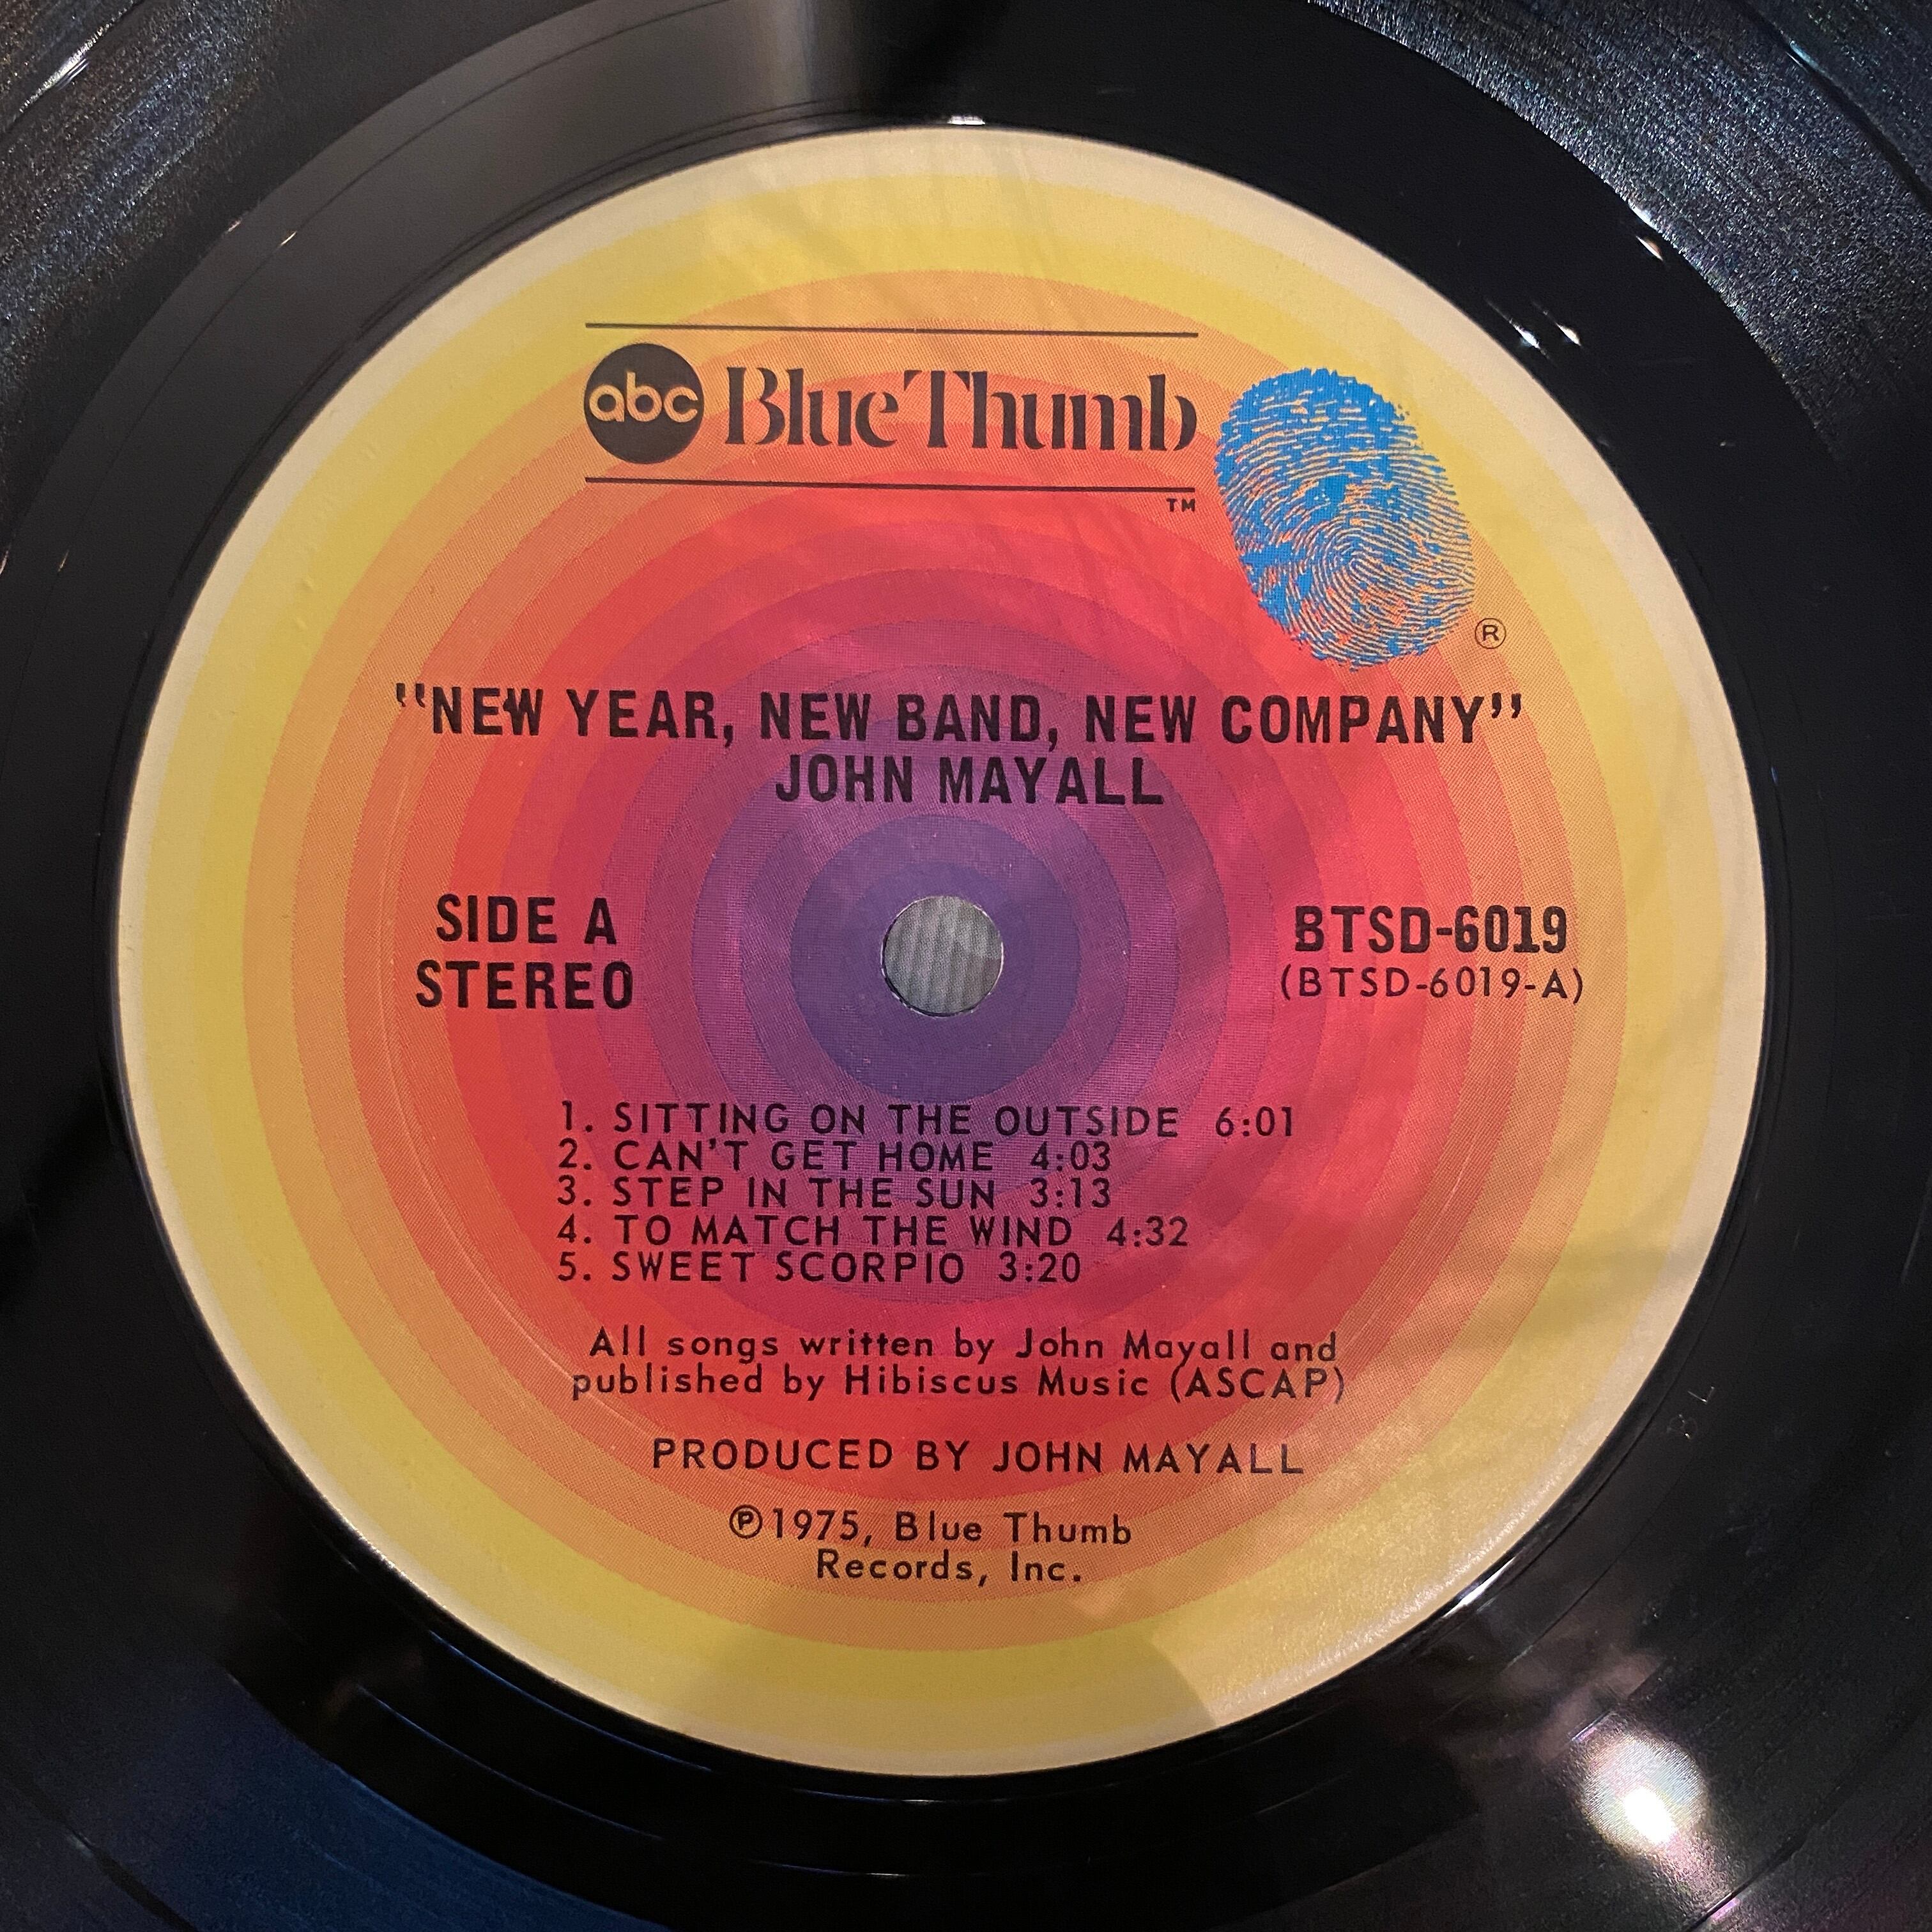 abc Blue Thumb
TM
®
"NEW YEAR, NEW BAND, NEW COMPANY"
JOHN MAYALL
SIDE A
STEREO
BTSD-6019
(BTSD-6019-A)
1. SITTING ON THE OUTSIDE 6:01
2. CAN'T GET HOME 4:03
3. STEP IN THE SUN 3:13
4. TO MATCH THE WIND 4:32
5. SWEET SCORPIO 3:20
All songs written by John Mayall and
published by Hibiscus Music (ASCAP)
PRODUCED BY JOHN MAYALL
℗1975, Blue Thumb
Records, Inc.